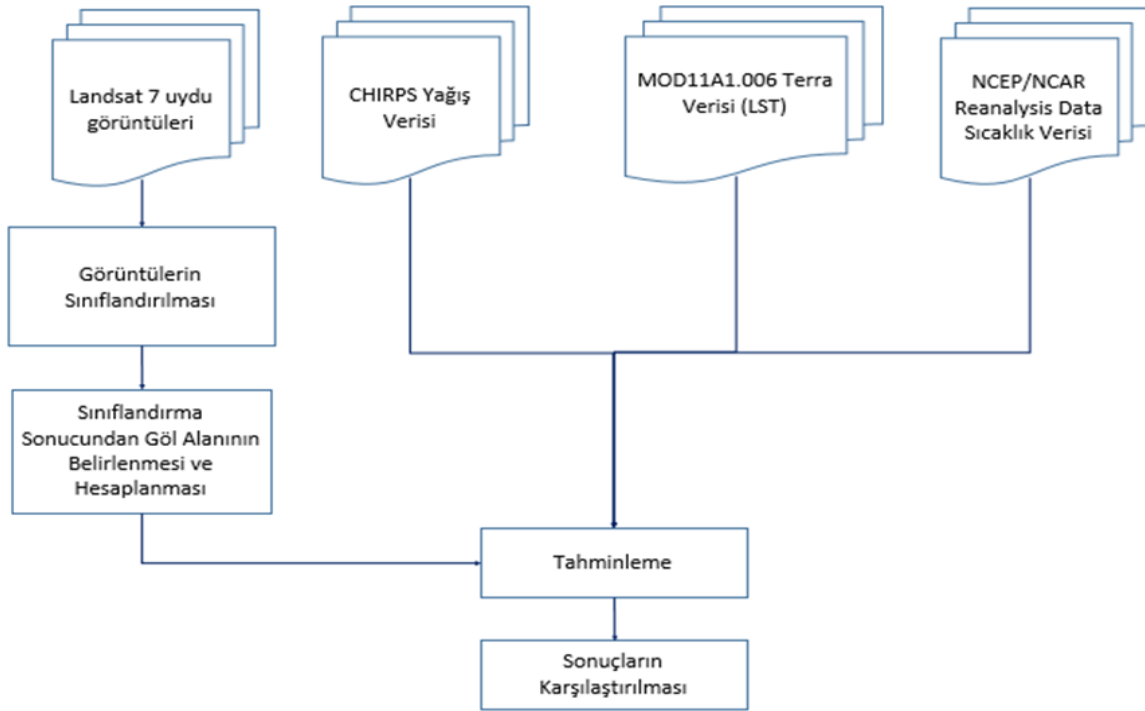 Landsat 7 uydu
görüntüleri
CHIRPS Yağış
Verisi
MOD11A1.006 Terra
Verisi (LST)
NCEP/NCAR
Reanalysis Data
Sıcaklık Verisi
Görüntülerin
Sınıflandırılması
Sınıflandırma
Sonucundan Göl Alanının
Belirlenmesi ve
Hesaplanması
Tahminleme
Sonuçların
Karşılaştırılması